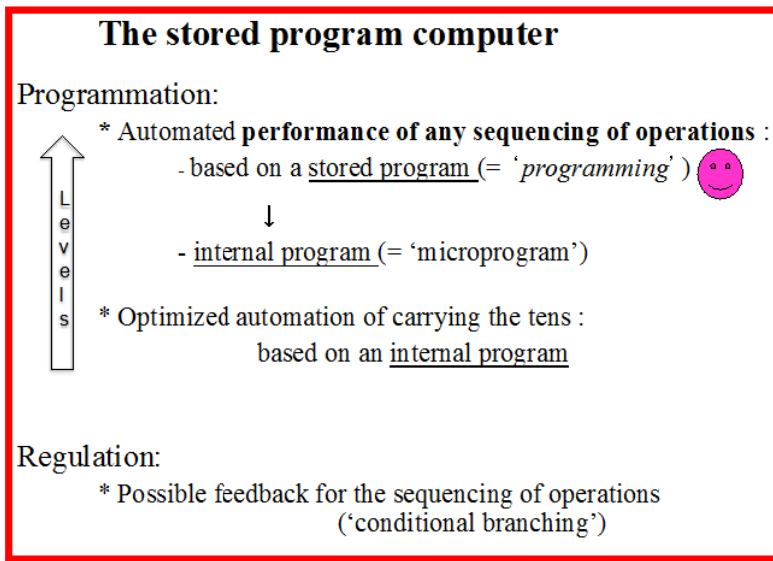 The stored program computer
Programmation:
* Automated performance of any sequencing of operations :
- based on a stored program (= ‘programming’ )
↓
- internal program (= ‘microprogram’)
Levels
* Optimized automation of carrying the tens :
based on an internal program
Regulation:
* Possible feedback for the sequencing of operations
(‘conditional branching’)